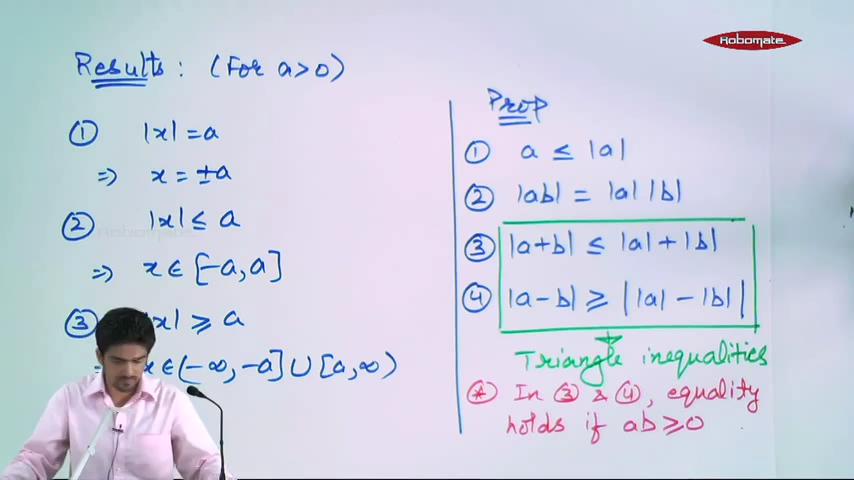 Robomate
Results : (For a>0)
① |x| = a
⇒ x = ±a
② |x| ≤ a
Robomate
⇒ x ∈ [-a, a]
③ |x| ≥ a
x ∈ (-∞, -a] ∪ [a, ∞)
Prop
① a ≤ |a|
② |ab| = |a| |b|
③ |a+b| ≤ |a| + |b|
④ |a-b| ≥ ||a| - |b||
Triangle inequalities
* In ③ & ④, equality
holds if ab ≥ 0